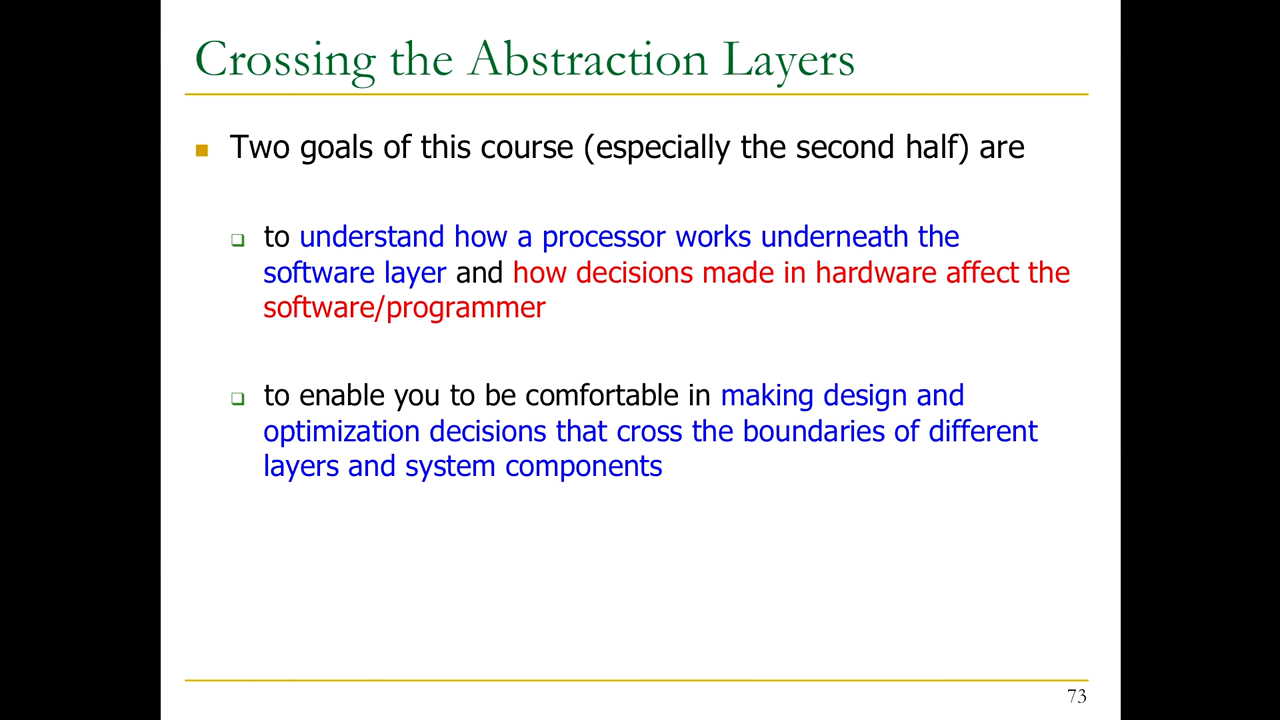 Crossing the Abstraction Layers
Two goals of this course (especially the second half) are
to understand how a processor works underneath the
software layer and how decisions made in hardware affect the
software/programmer
to enable you to be comfortable in making design and
optimization decisions that cross the boundaries of different
layers and system components
73